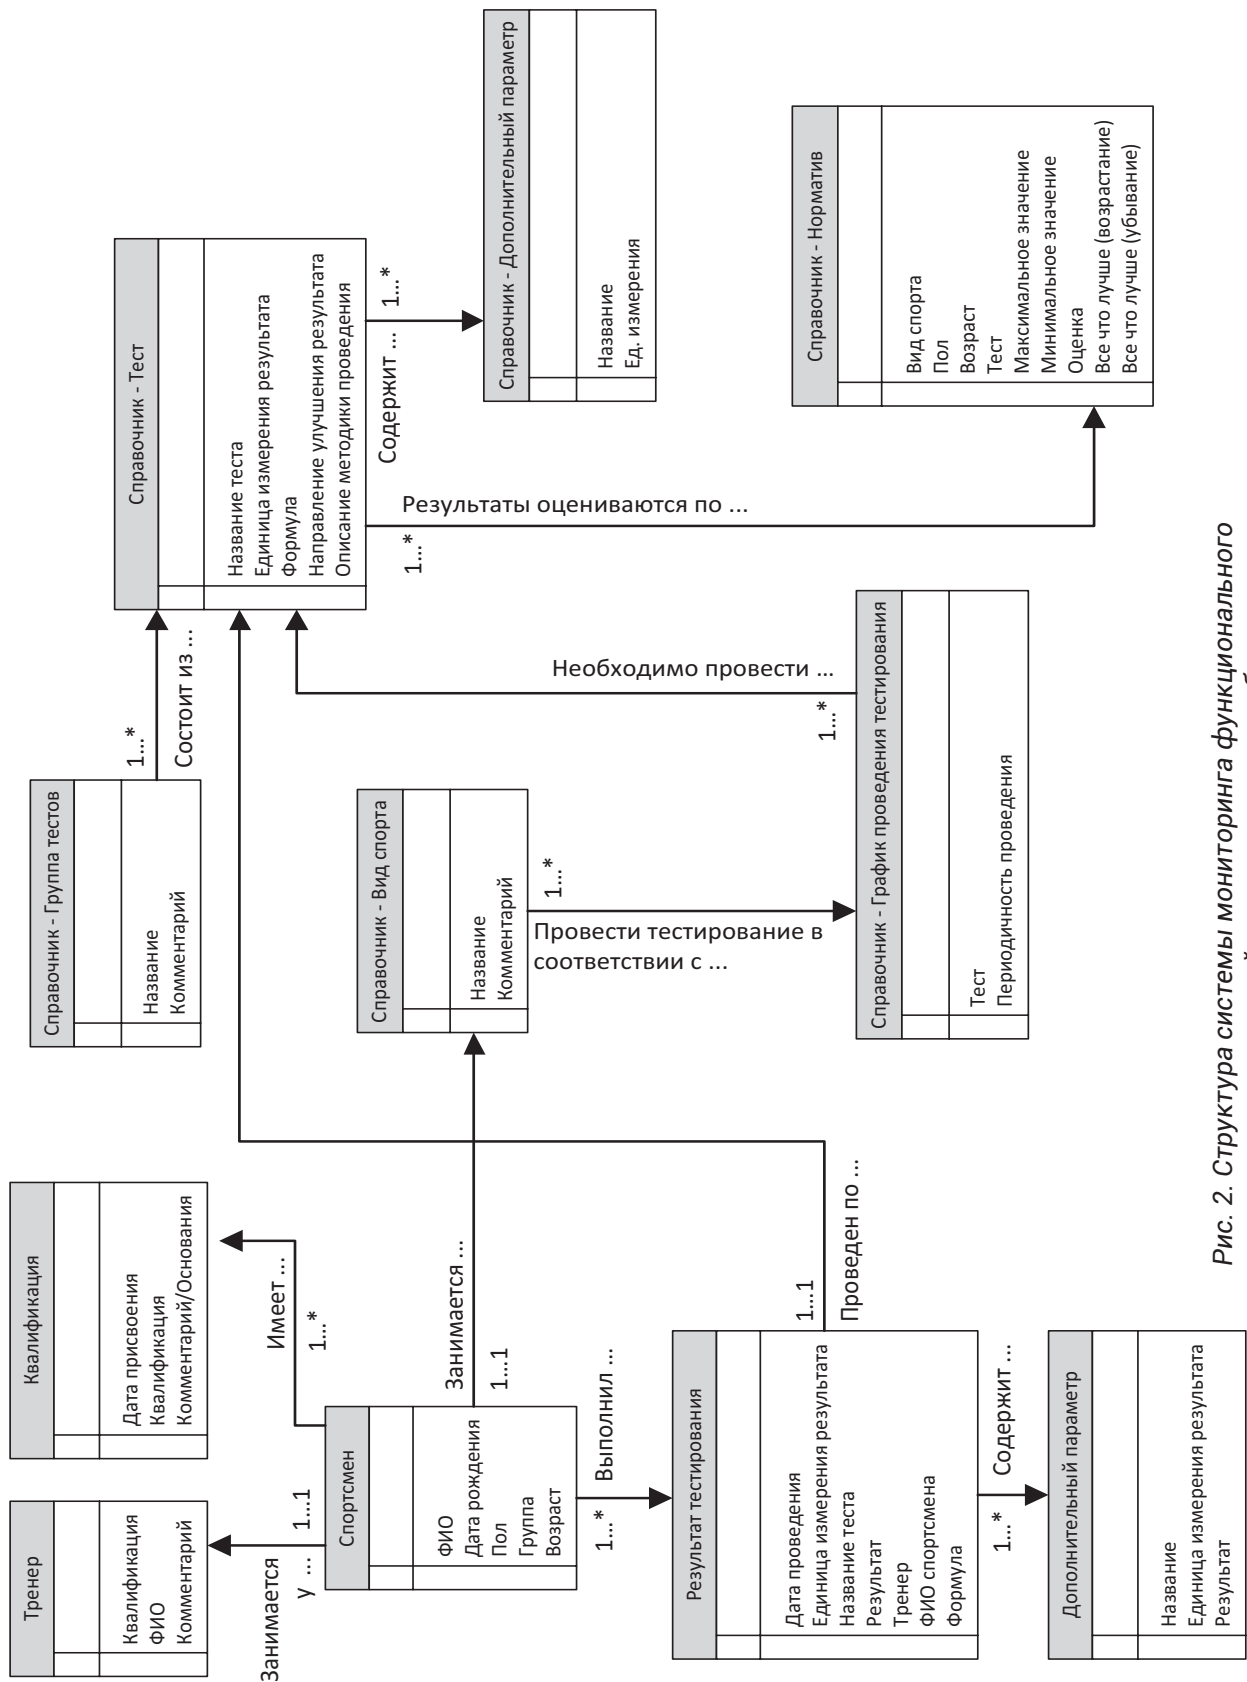 Тренер
Квалификация
ФИО
Комментарий
Квалификация
Дата присвоения
Квалификация
Комментарий/Основания
Занимается
у ...
1...1
Имеет ...
1...*
Спортсмен
ФИО
Дата рождения
Пол
Группа
Возраст
Занимается ...
1...1
Выполнил ...
1...*
Результат тестирования
Дата проведения
Единица измерения результата
Название теста
Результат
Тренер
ФИО спортсмена
Формула
1...1
Проведен по ...
Содержит ...
1...*
Дополнительный параметр
Название
Единица измерения результата
Результат
Справочник - Группа тестов
Название
Комментарий
1...*
Состоит из ...
Справочник - Вид спорта
Название
Комментарий
1...*
Провести тестирование в
соответствии с ...
Справочник - График проведения тестирования
Тест
Периодичность проведения
Необходимо провести ...
1...*
Справочник - Тест
Название теста
Единица измерения результата
Формула
Направление улучшения результата
Описание методики проведения
Содержит ...
1...*
Результаты оцениваются по ...
1...*
Справочник - Дополнительный параметр
Название
Ед. измерения
Справочник - Норматив
Вид спорта
Пол
Возраст
Тест
Максимальное значение
Минимальное значение
Оценка
Все что лучше (возрастание)
Все что лучше (убывание)
Рис. 2. Структура системы мониторинга функционального